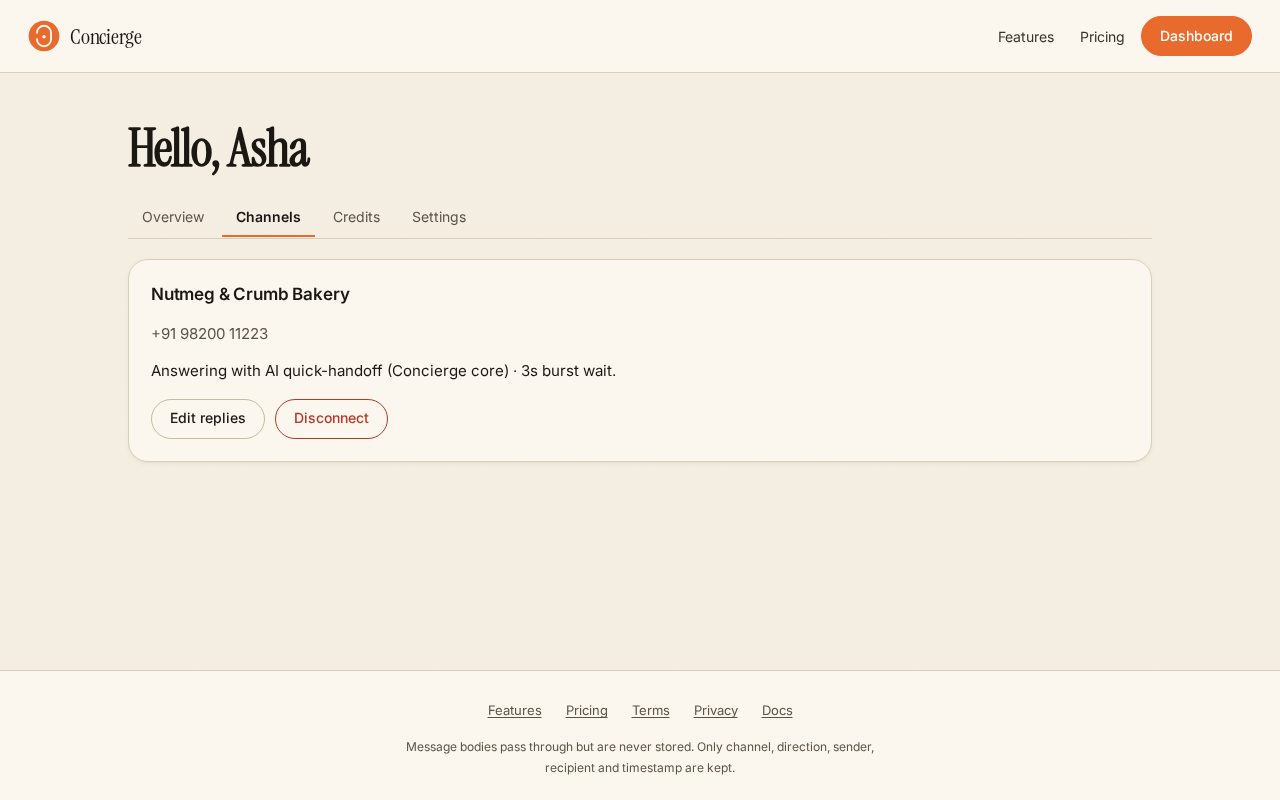 Concierge
Features
Pricing
Dashboard
Hello, Asha
Overview
Channels
Credits
Settings
Nutmeg & Crumb Bakery
+91 98200 11223
Answering with AI quick-handoff (Concierge core) · 3s burst wait.
Edit replies
Disconnect
Features
Pricing
Terms
Privacy
Docs
Message bodies pass through but are never stored. Only channel, direction, sender,
recipient and timestamp are kept.